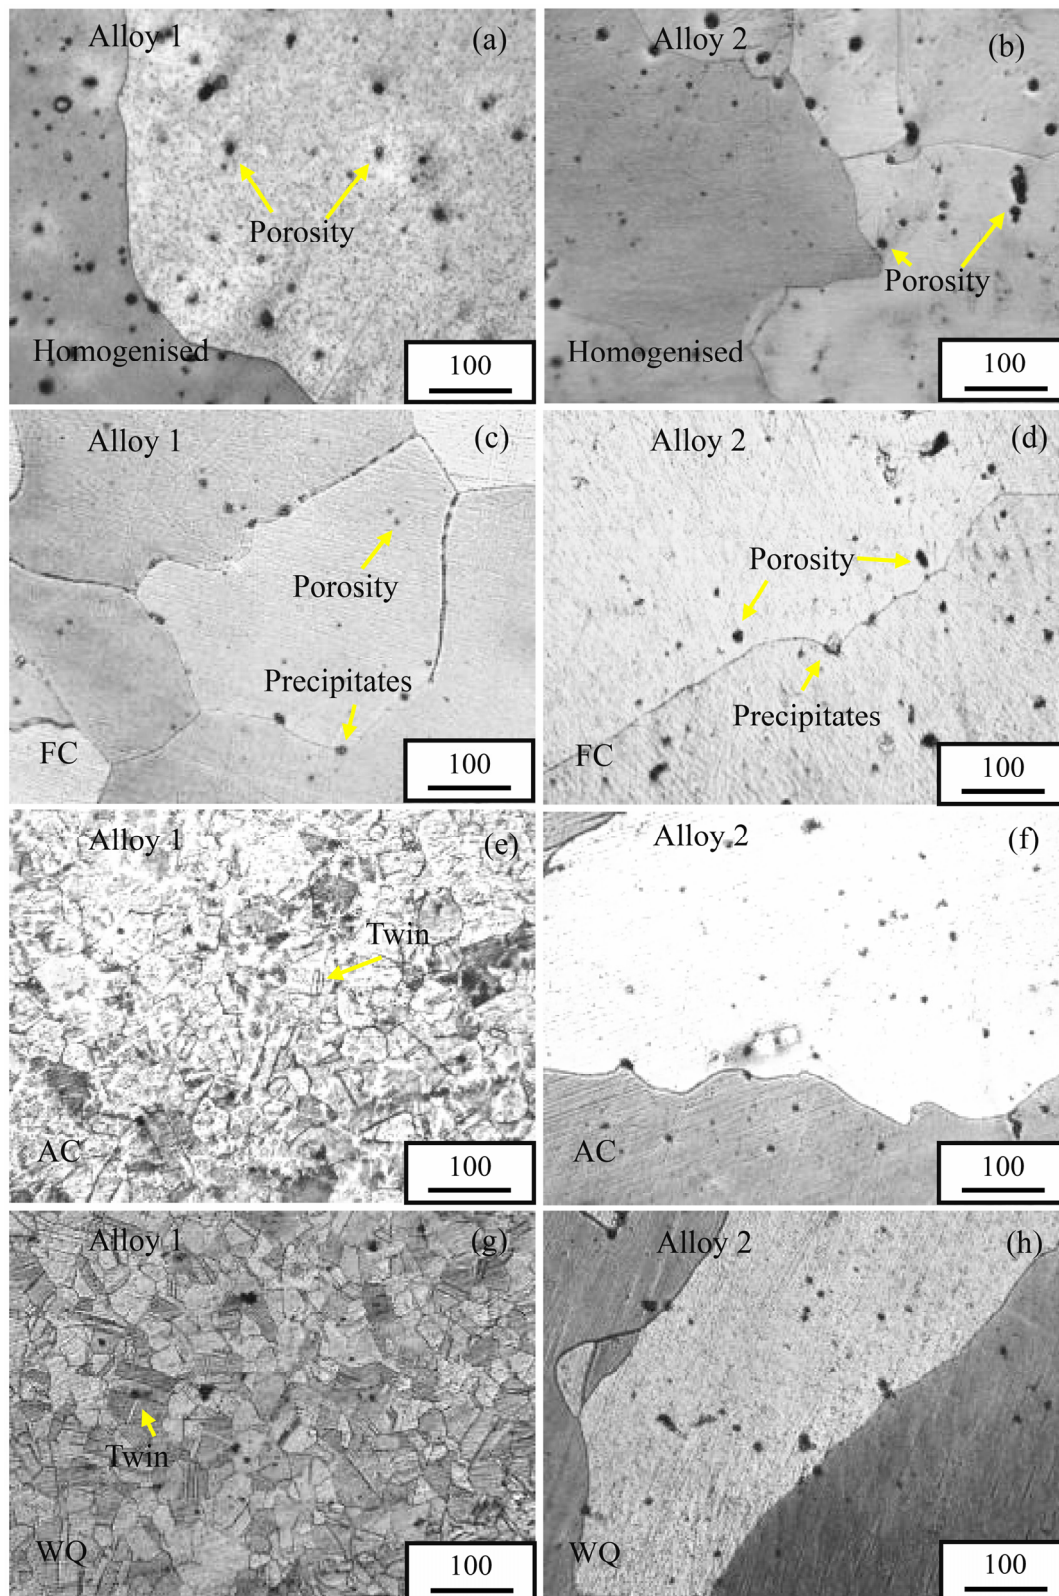 Alloy 1
(a)
Porosity
Homogenised
100
Alloy 2
(b)
Porosity
Homogenised
100
Alloy 1
(c)
Porosity
Precipitates
FC
100
Alloy 2
(d)
Porosity
Precipitates
FC
100
Alloy 1
(e)
Twin
AC
100
Alloy 2
(f)
AC
100
Alloy 1
(g)
Twin
WQ
100
Alloy 2
(h)
WQ
100